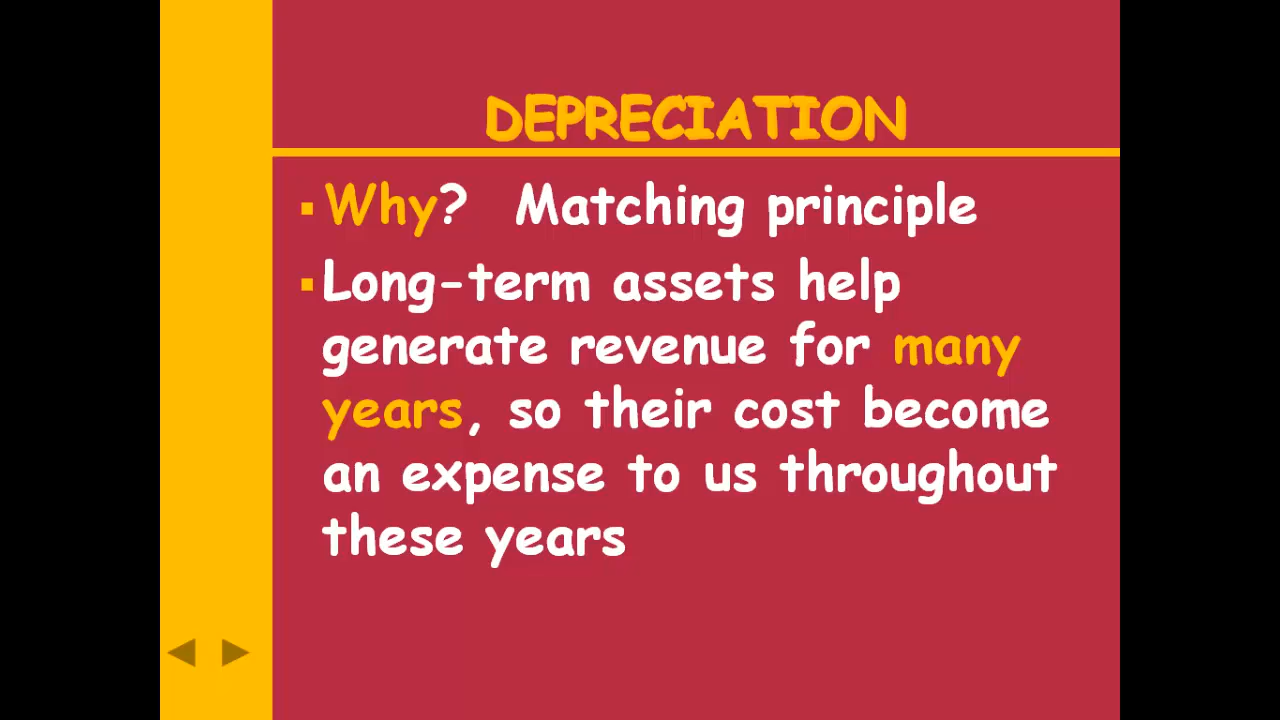 DEPRECIATION
▪Why? Matching principle
▪Long-term assets help
generate revenue for many
years, so their cost become
an expense to us throughout
these years